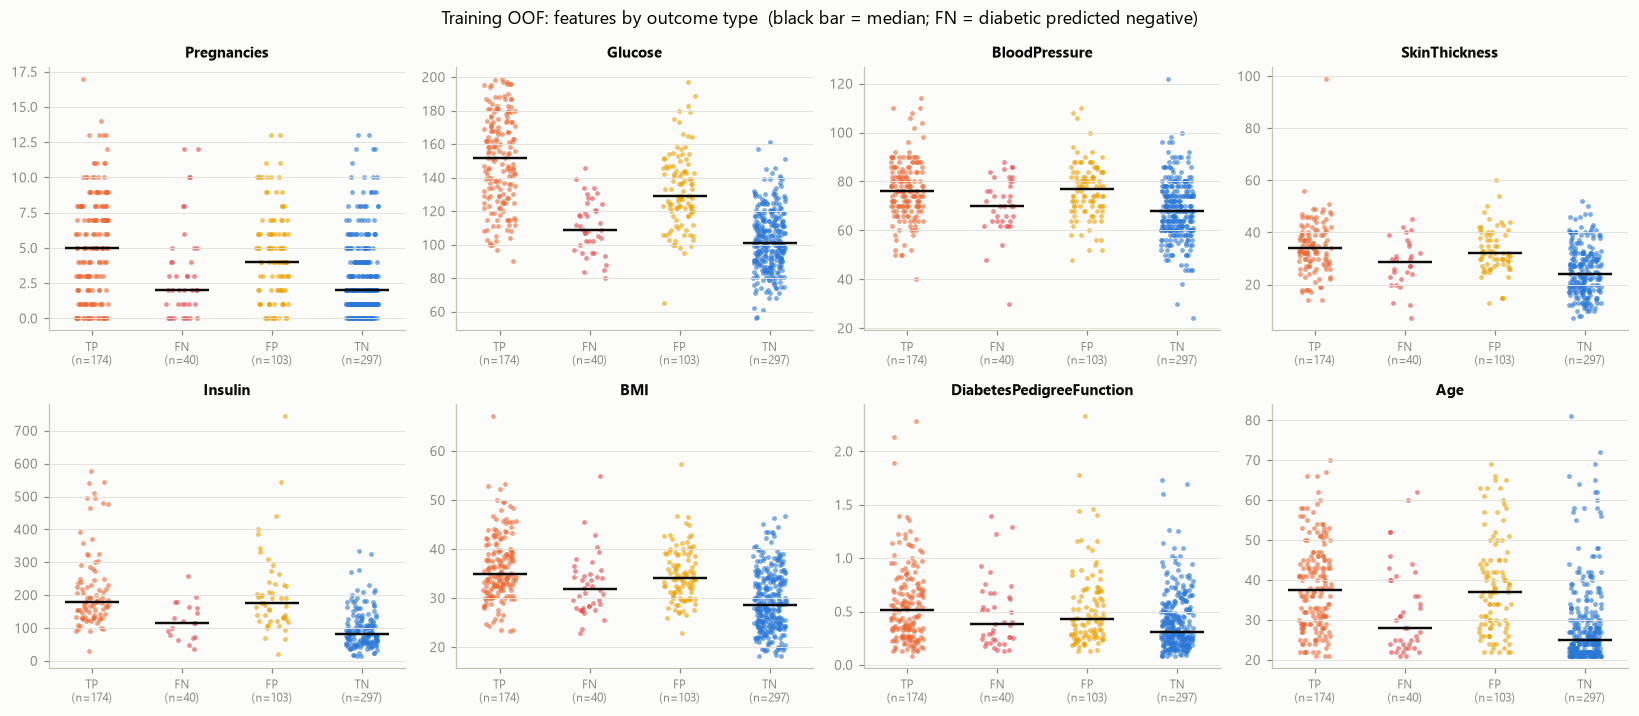 Training OOF: features by outcome type  (black bar = median; FN = diabetic predicted negative)
Pregnancies
17.5
15.0
12.5
10.0
7.5
5.0
2.5
0.0
TP
(n=174)
FN
(n=40)
FP
(n=103)
TN
(n=297)
Glucose
200
180
160
140
120
100
80
60
TP
(n=174)
FN
(n=40)
FP
(n=103)
TN
(n=297)
BloodPressure
120
100
80
60
40
20
TP
(n=174)
FN
(n=40)
FP
(n=103)
TN
(n=297)
SkinThickness
100
80
60
40
20
TP
(n=174)
FN
(n=40)
FP
(n=103)
TN
(n=297)
Insulin
700
600
500
400
300
200
100
0
TP
(n=174)
FN
(n=40)
FP
(n=103)
TN
(n=297)
BMI
60
50
40
30
20
TP
(n=174)
FN
(n=40)
FP
(n=103)
TN
(n=297)
DiabetesPedigreeFunction
2.0
1.5
1.0
0.5
0.0
TP
(n=174)
FN
(n=40)
FP
(n=103)
TN
(n=297)
Age
80
70
60
50
40
30
20
TP
(n=174)
FN
(n=40)
FP
(n=103)
TN
(n=297)